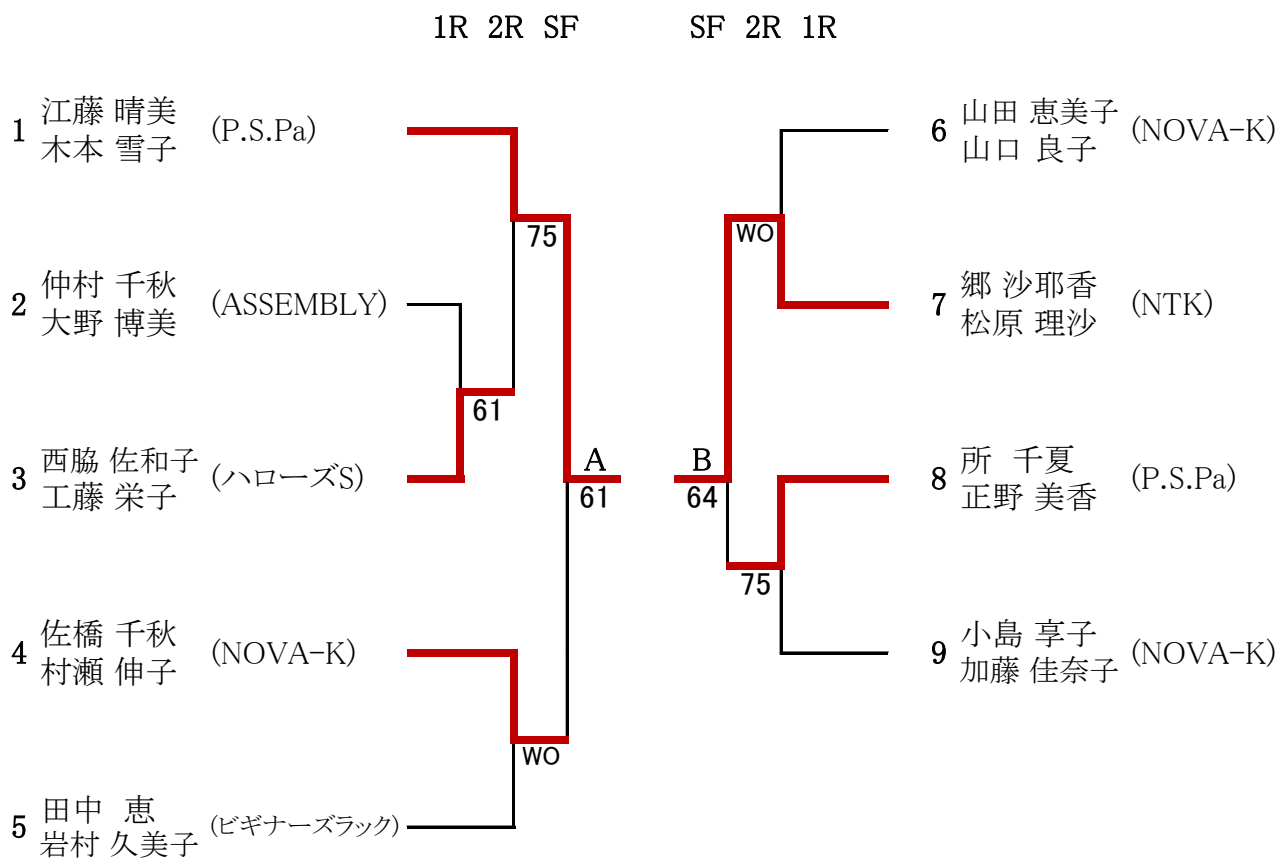 1R 2R SF
SF 2R 1R
1 江藤 晴美
木本 雪子 (P.S.Pa)
2 仲村 千秋
大野 博美 (ASSEMBLY)
3 西脇 佐和子
工藤 栄子 (ハローズS)
4 佐橋 千秋
村瀬 伸子 (NOVA-K)
5 田中 恵
岩村 久美子 (ビギナーズラック)
75
61
A
61
WO
6 山田 恵美子
山口 良子 (NOVA-K)
7 郷 沙耶香
松原 理沙 (NTK)
8 所 千夏
正野 美香 (P.S.Pa)
9 小島 享子
加藤 佳奈子 (NOVA-K)
WO
B
64
75